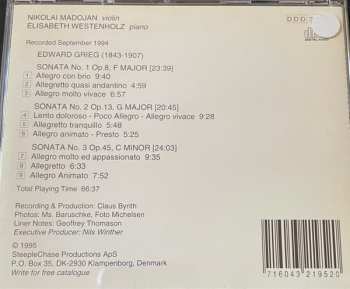 NIKOLAI MADOJAN violin
ELISABETH WESTENHOLZ piano
DDD
Recorded September 1994
EDWARD GRIEG (1843-1907)
SONATA No 1 Op.8, F MAJOR [23:39]
1 Allegro con brio 9:40
2 Allegretto quasi andantino 4:59
3 Allegro molto vivace 6:57
SONATA No 2 Op.13, G MAJOR [20:45]
4 Lento doloroso - Poco Allegro - Allegro vivace 9:28
5 Allegretto tranquillo 5:48
6 Allegro animato - Presto 5:25
SONATA No 3 Op.45, C MINOR [24:03]
7 Allegro molto ed appassionato 9:35
8 Allegretto 6:33
9 Allegro Animato 7:52
Total Playing Time 66:37
Recording & Production: Claus Byrith
Photos: Ms. Baruschke, Foto Michelsen
Liner Notes: Geoffrey Thomason
Executive Producer: Nils Winther
© 1995
SteepleChase Productions ApS
P.O. Box 35, DK-2930 Klampenborg, Denmark
Write for free catalogue
716043219520